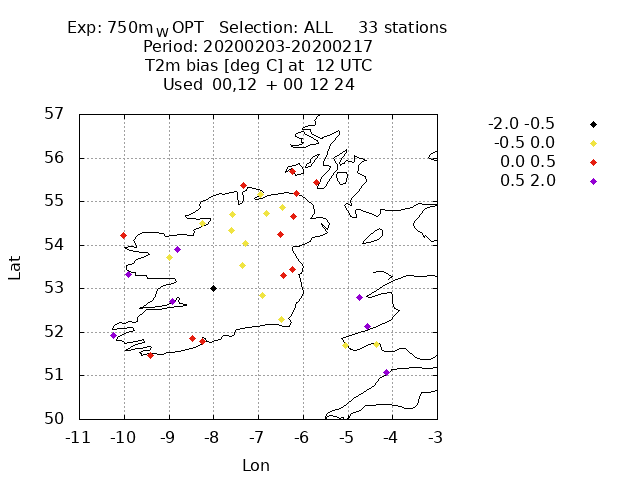 Exp: 750m_W OPT Selection: ALL 33 stations
Period: 20200203-20200217
T2m bias [deg C] at 12 UTC
Used 00,12 + 00 12 24
-2.0 -0.5
-0.5 0.0
0.0 0.5
0.5 2.0
57
56
55
54
53
52
51
50
Lat
-11 -10 -9 -8 -7 -6 -5 -4 -3
Lon